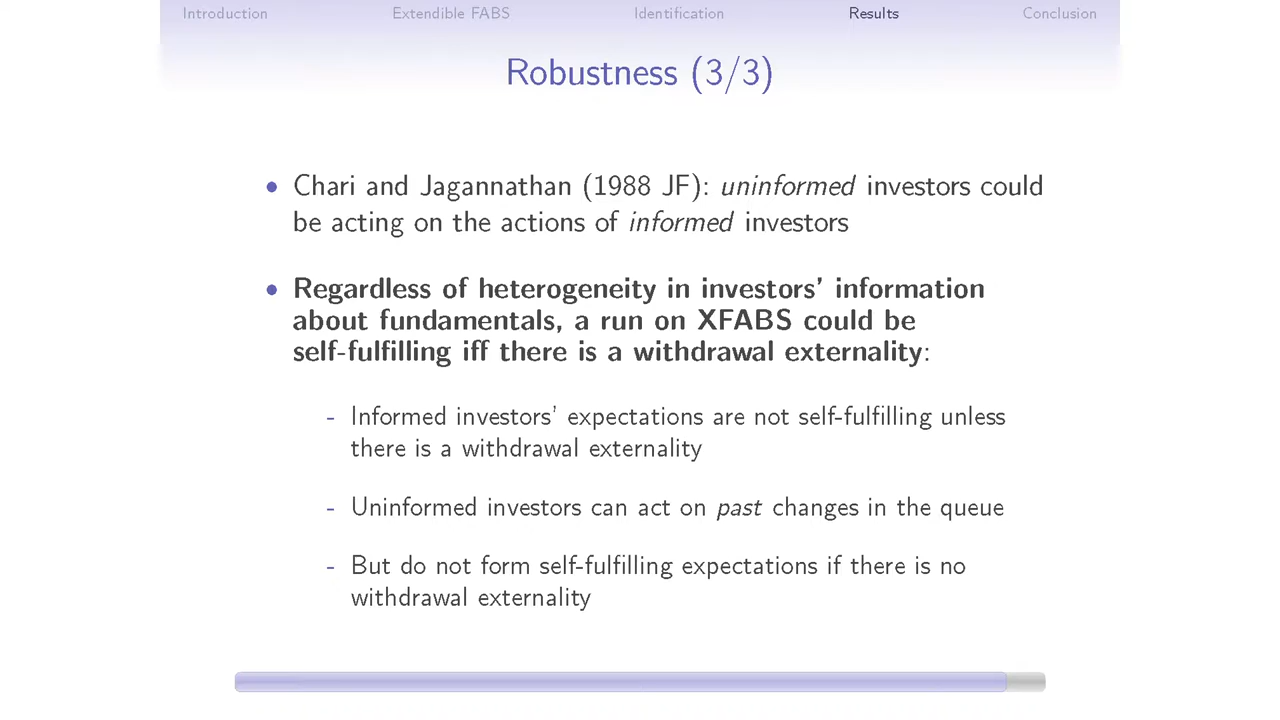 Introduction Extendible FABS Identification Results Conclusion
Robustness (3/3)
• Chari and Jagannathan (1988 JF): uninformed investors could
be acting on the actions of informed investors
• Regardless of heterogeneity in investors' information
about fundamentals, a run on XFABS could be
self-fulfilling iff there is a withdrawal externality:
- Informed investors' expectations are not self-fulfilling unless
there is a withdrawal externality
- Uninformed investors can act on past changes in the queue
- But do not form self-fulfilling expectations if there is no
withdrawal externality